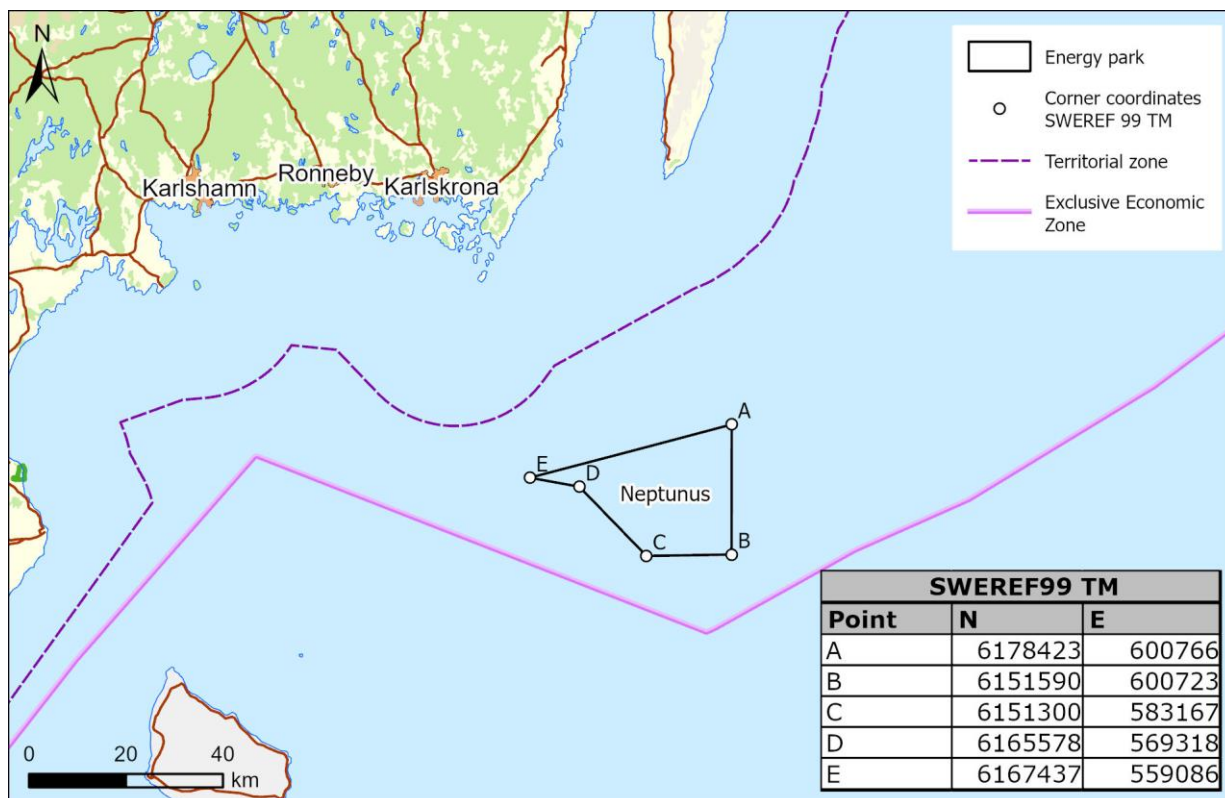 N
Karlshamn
Ronneby
Karlskrona
Energy park
Corner coordinates
SWEREF 99 TM
Territorial zone
Exclusive Economic
Zone
A
E
D
Neptunus
C
B
0 20 40
km
SWEREF99 TM
Point N E
A 6178423 600766
B 6151590 600723
C 6151300 583167
D 6165578 569318
E 6167437 559086